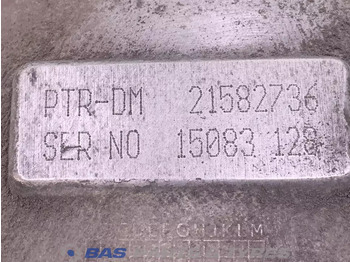 PTR-DM 21582736
SER NO 15083 128
BAS